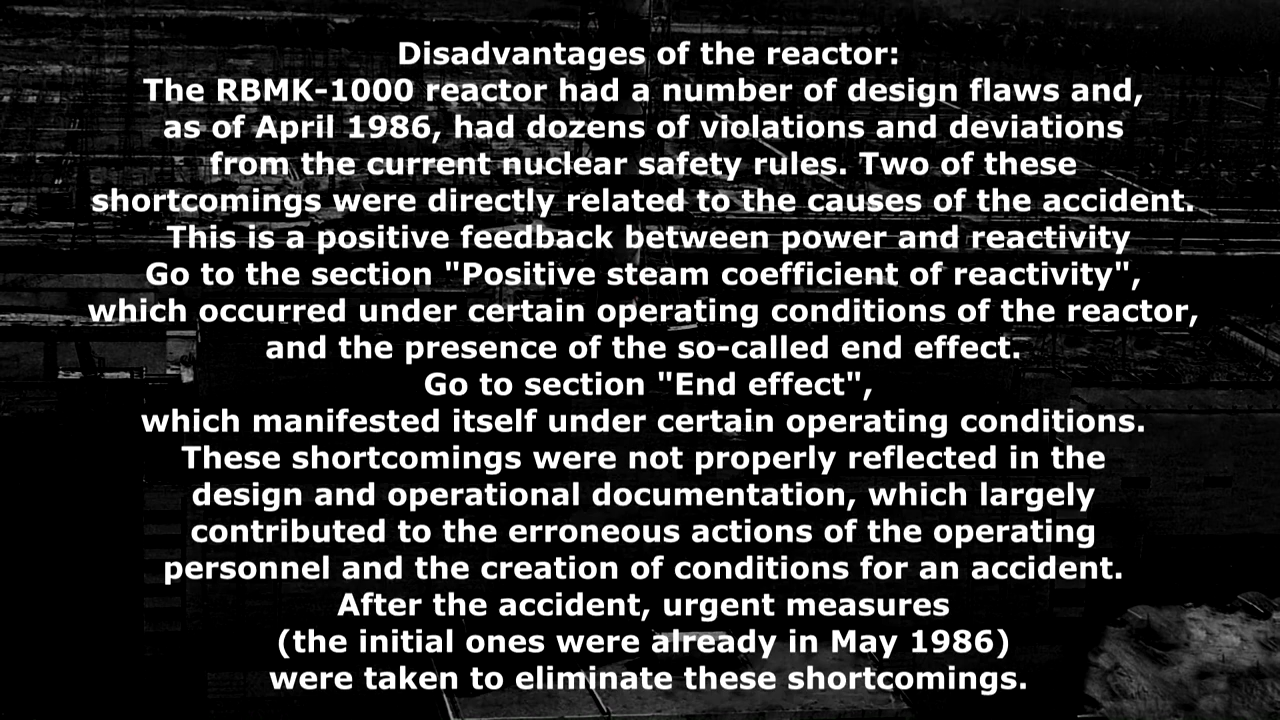 Disadvantages of the reactor:
The RBMK-1000 reactor had a number of design flaws and,
as of April 1986, had dozens of violations and deviations
from the current nuclear safety rules. Two of these
shortcomings were directly related to the causes of the accident.
This is a positive feedback between power and reactivity
Go to the section "Positive steam coefficient of reactivity",
which occurred under certain operating conditions of the reactor,
and the presence of the so-called end effect.
Go to section "End effect",
which manifested itself under certain operating conditions.
These shortcomings were not properly reflected in the
design and operational documentation, which largely
contributed to the erroneous actions of the operating
personnel and the creation of conditions for an accident.
After the accident, urgent measures
(the initial ones were already in May 1986)
were taken to eliminate these shortcomings.